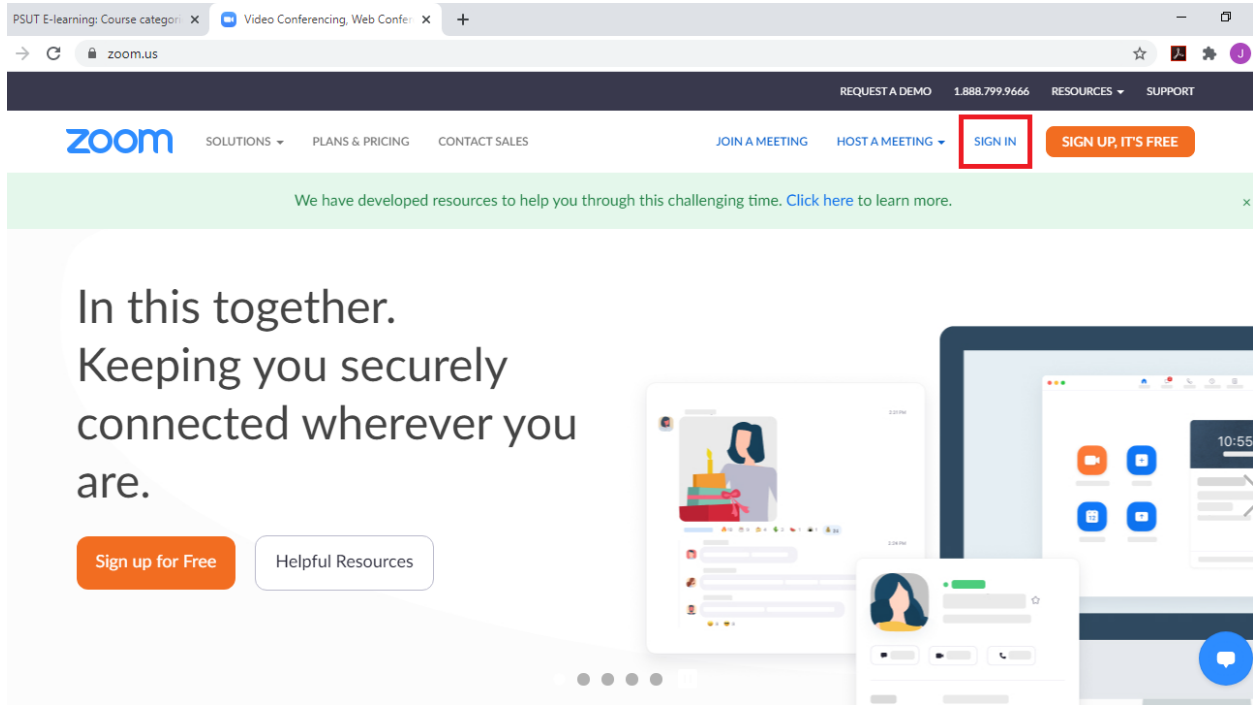 PSUT E-learning: Course categori
Video Conferencing, Web Confer
zoom.us
J
REQUEST A DEMO 1.888.799.9666 RESOURCES SUPPORT
zoom SOLUTIONS PLANS & PRICING CONTACT SALES JOIN A MEETING HOST A MEETING SIGN IN SIGN UP, IT'S FREE
We have developed resources to help you through this challenging time. Click here to learn more.
In this together.
Keeping you securely
connected wherever you
are.
Sign up for Free
Helpful Resources
2:21 PM
10:55